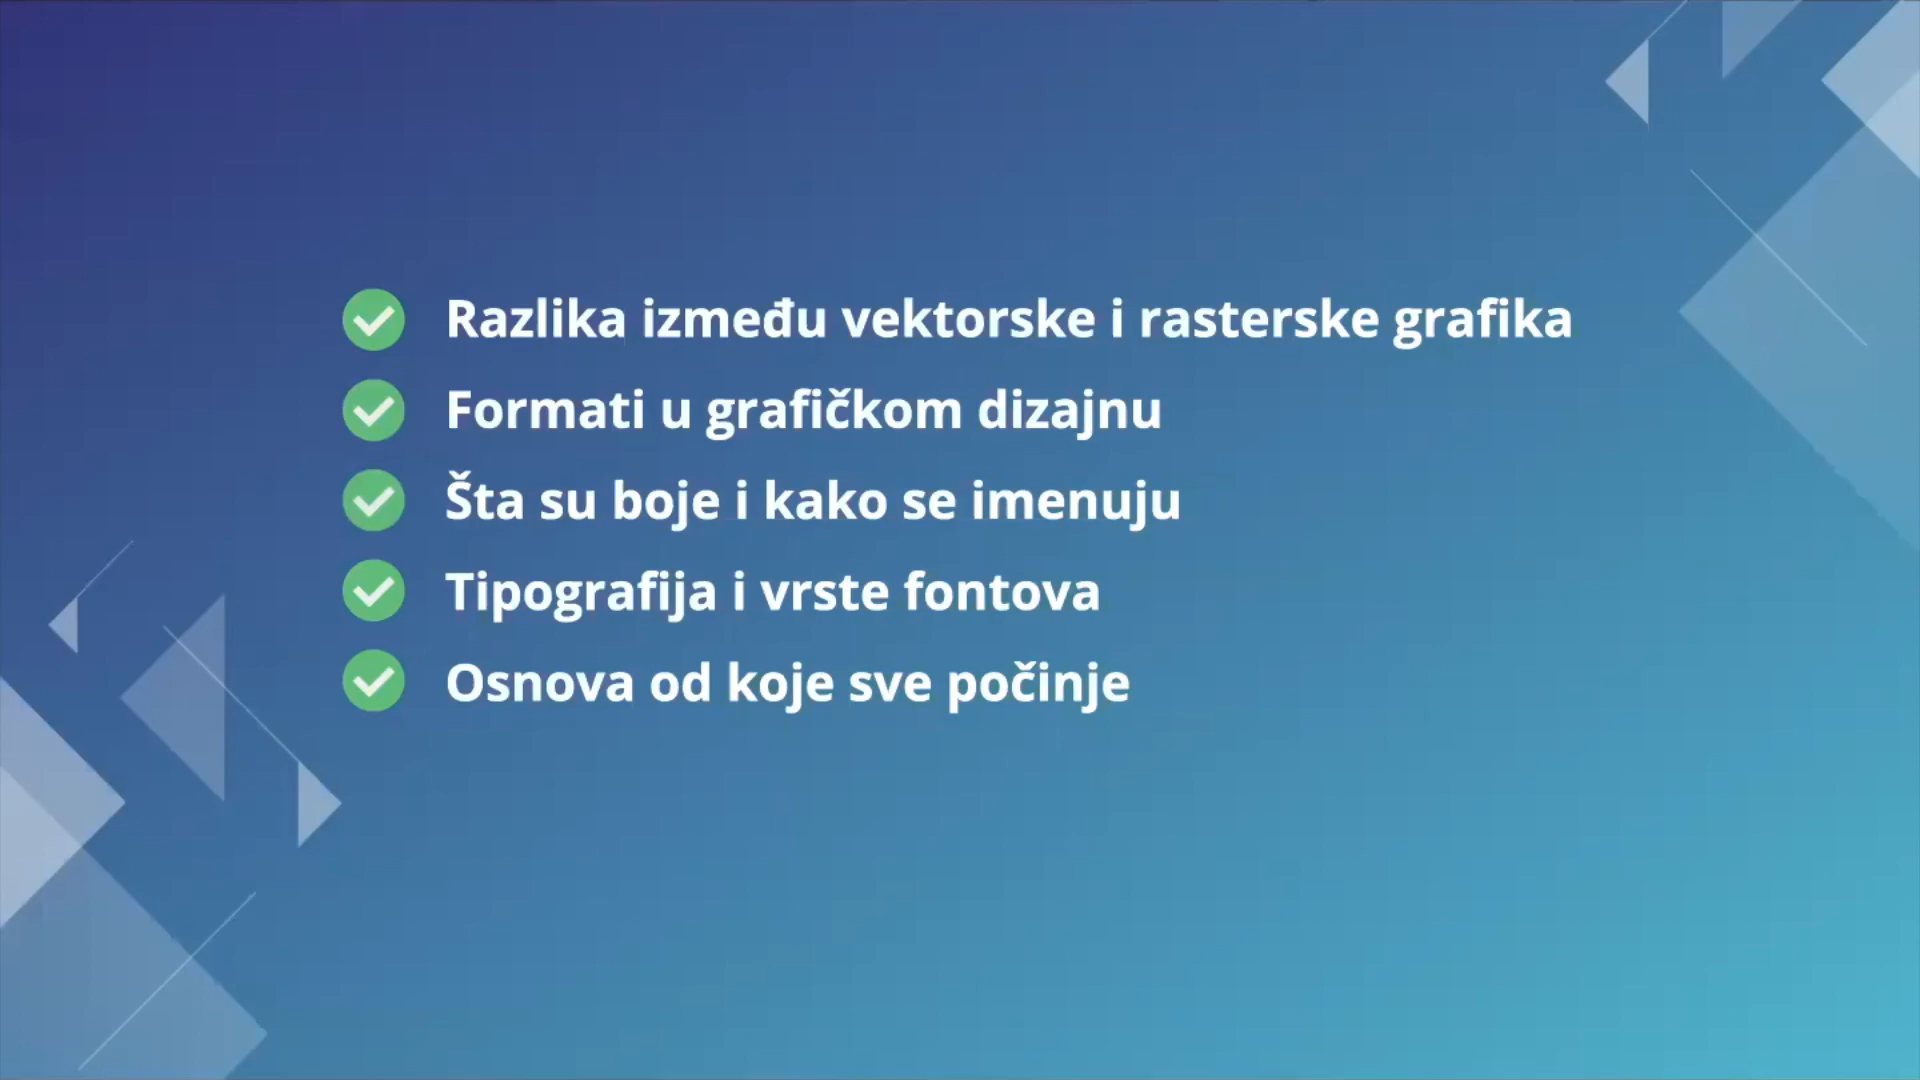 Razlika između vektorske i rasterske grafika
Formati u grafičkom dizajnu
Šta su boje i kako se imenuju
Tipografija i vrste fontova
Osnova od koje sve počinje